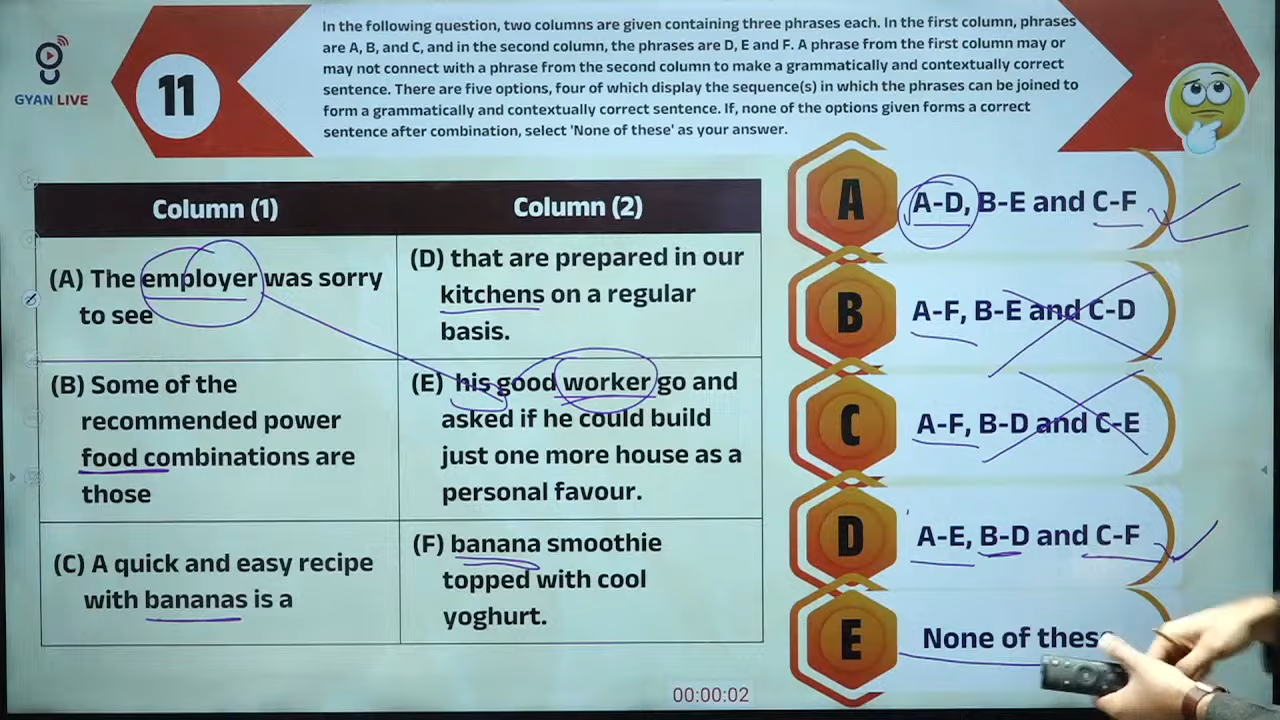 In the following question, two columns are given containing three phrases each. In the first column, phrases
are A, B, and C, and in the second column, the phrases are D, E and F. A phrase from the first column may or
may not connect with a phrase from the second column to make a grammatically and contextually correct
sentence. There are five options, four of which display the sequence(s) in which the phrases can be joined to
form a grammatically and contextually correct sentence. If, none of the options given forms a correct
sentence after combination, select 'None of these' as your answer.
GYAN LIVE
11
Column (1)
Column (2)
(A) The employer was sorry
to see
(D) that are prepared in our
kitchens on a regular
basis.
(B) Some of the
recommended power
food combinations are
those
(E) his good worker go and
asked if he could build
just one more house as a
personal favour.
(C) A quick and easy recipe
with bananas is a
(F) banana smoothie
topped with cool
yoghurt.
A
A-D, B-E and C-F
B
A-F, B-E and C-D
C
A-F, B-D and C-E
D
A-E, B-D and C-F
E
None of these
00:00:02